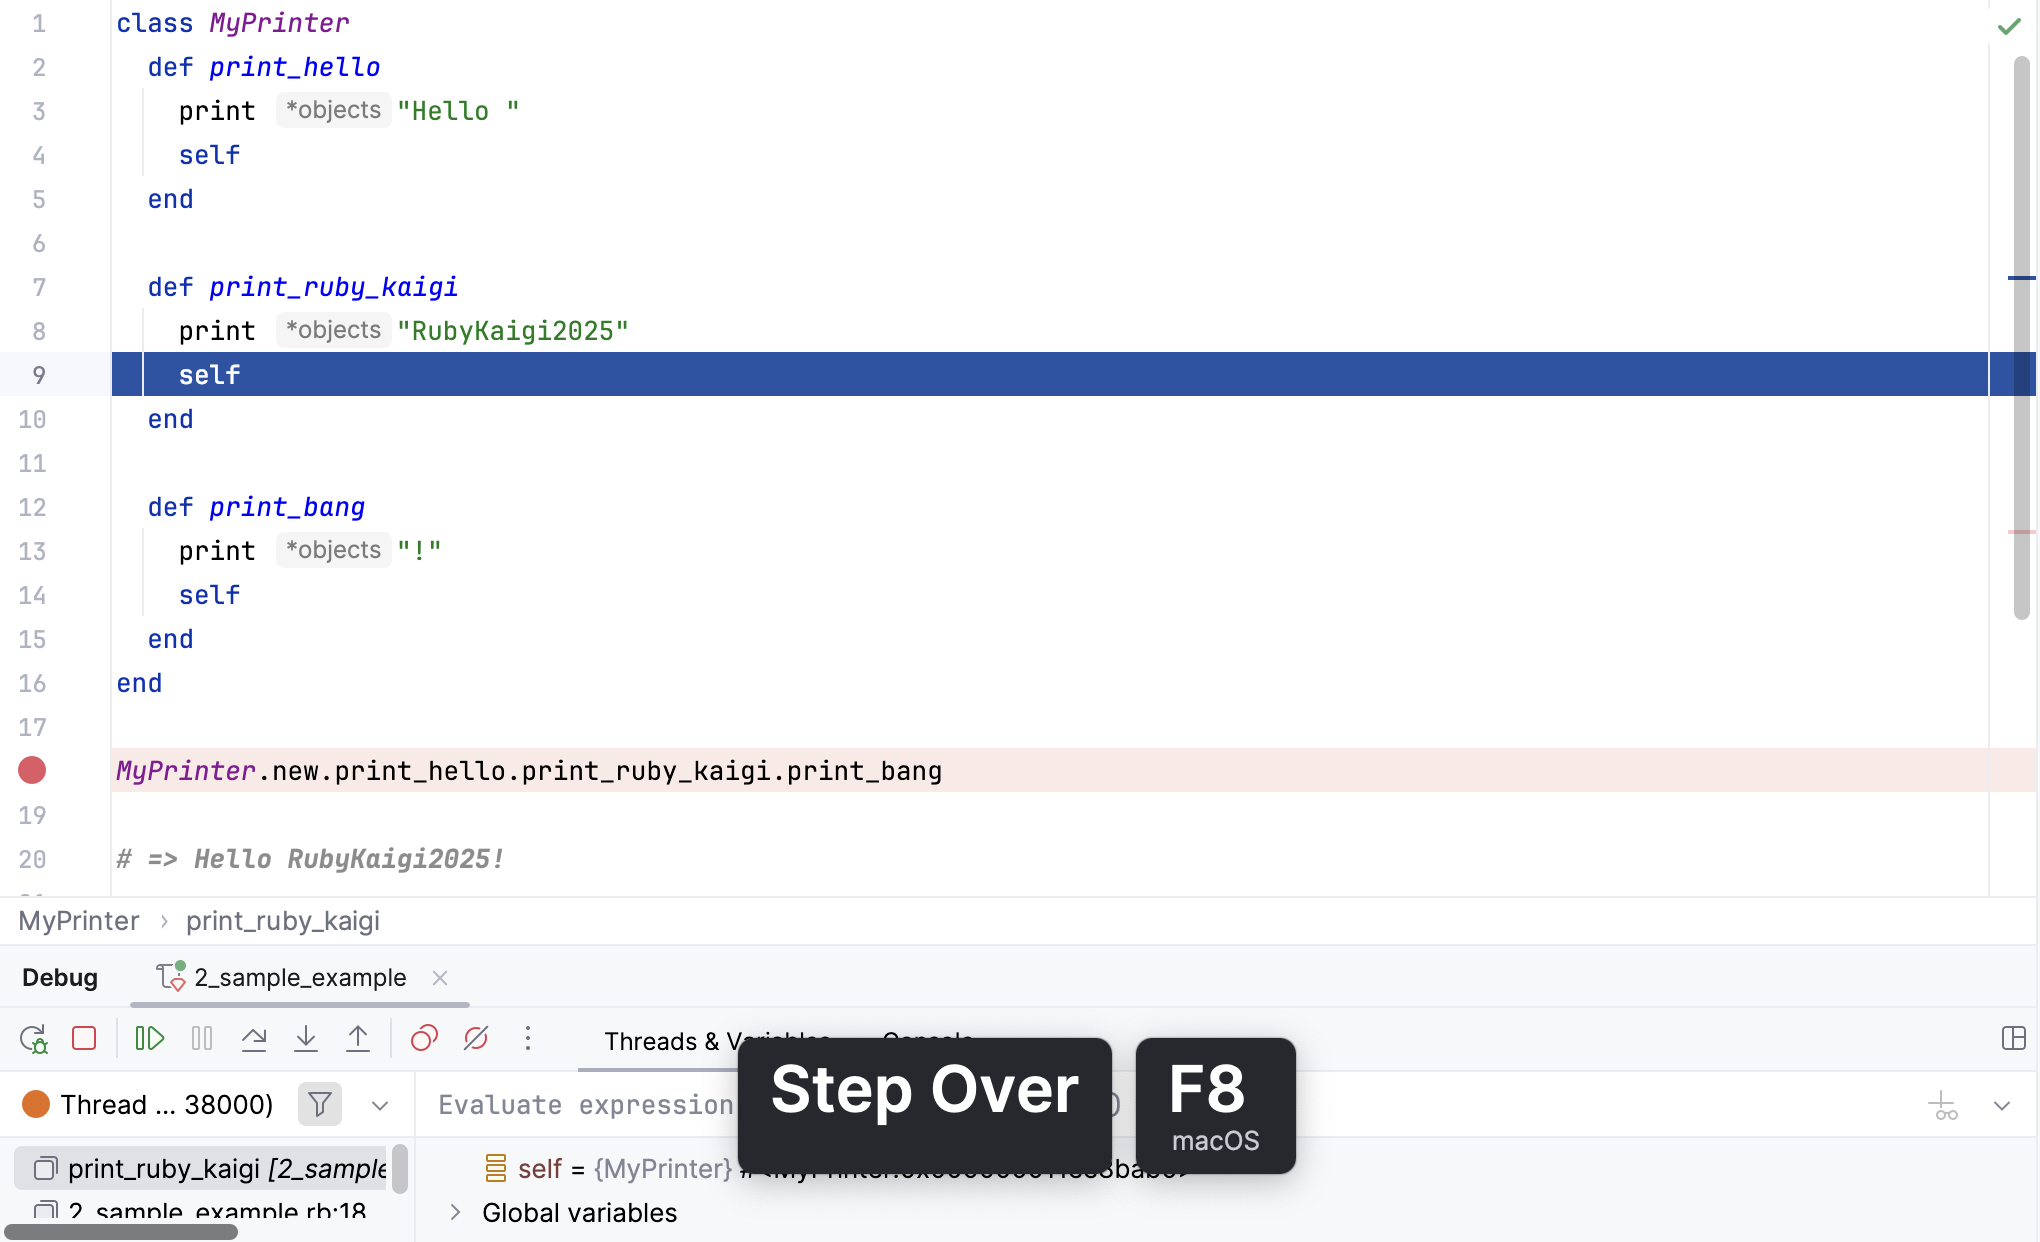 1 class MyPrinter
2 def print_hello
3 print *objects "Hello "
4 self
5 end
6
7 def print_ruby_kaigi
8 print *objects "RubyKaigi2025"
9 self
10 end
11
12 def print_bang
13 print *objects "!"
14 self
15 end
16 end
17
MyPrinter.new.print_hello.print_ruby_kaigi.print_bang
19
20 # => Hello RubyKaigi2025!
MyPrinter › print_ruby_kaigi
Debug 2_sample_example
Threads & Variables Console
Step Over F8
macOS
Thread ... 38000) Evaluate expression
print_ruby_kaigi [2_sample
self = {MyPrinter}
2_sample_example.rb:18
Global variables